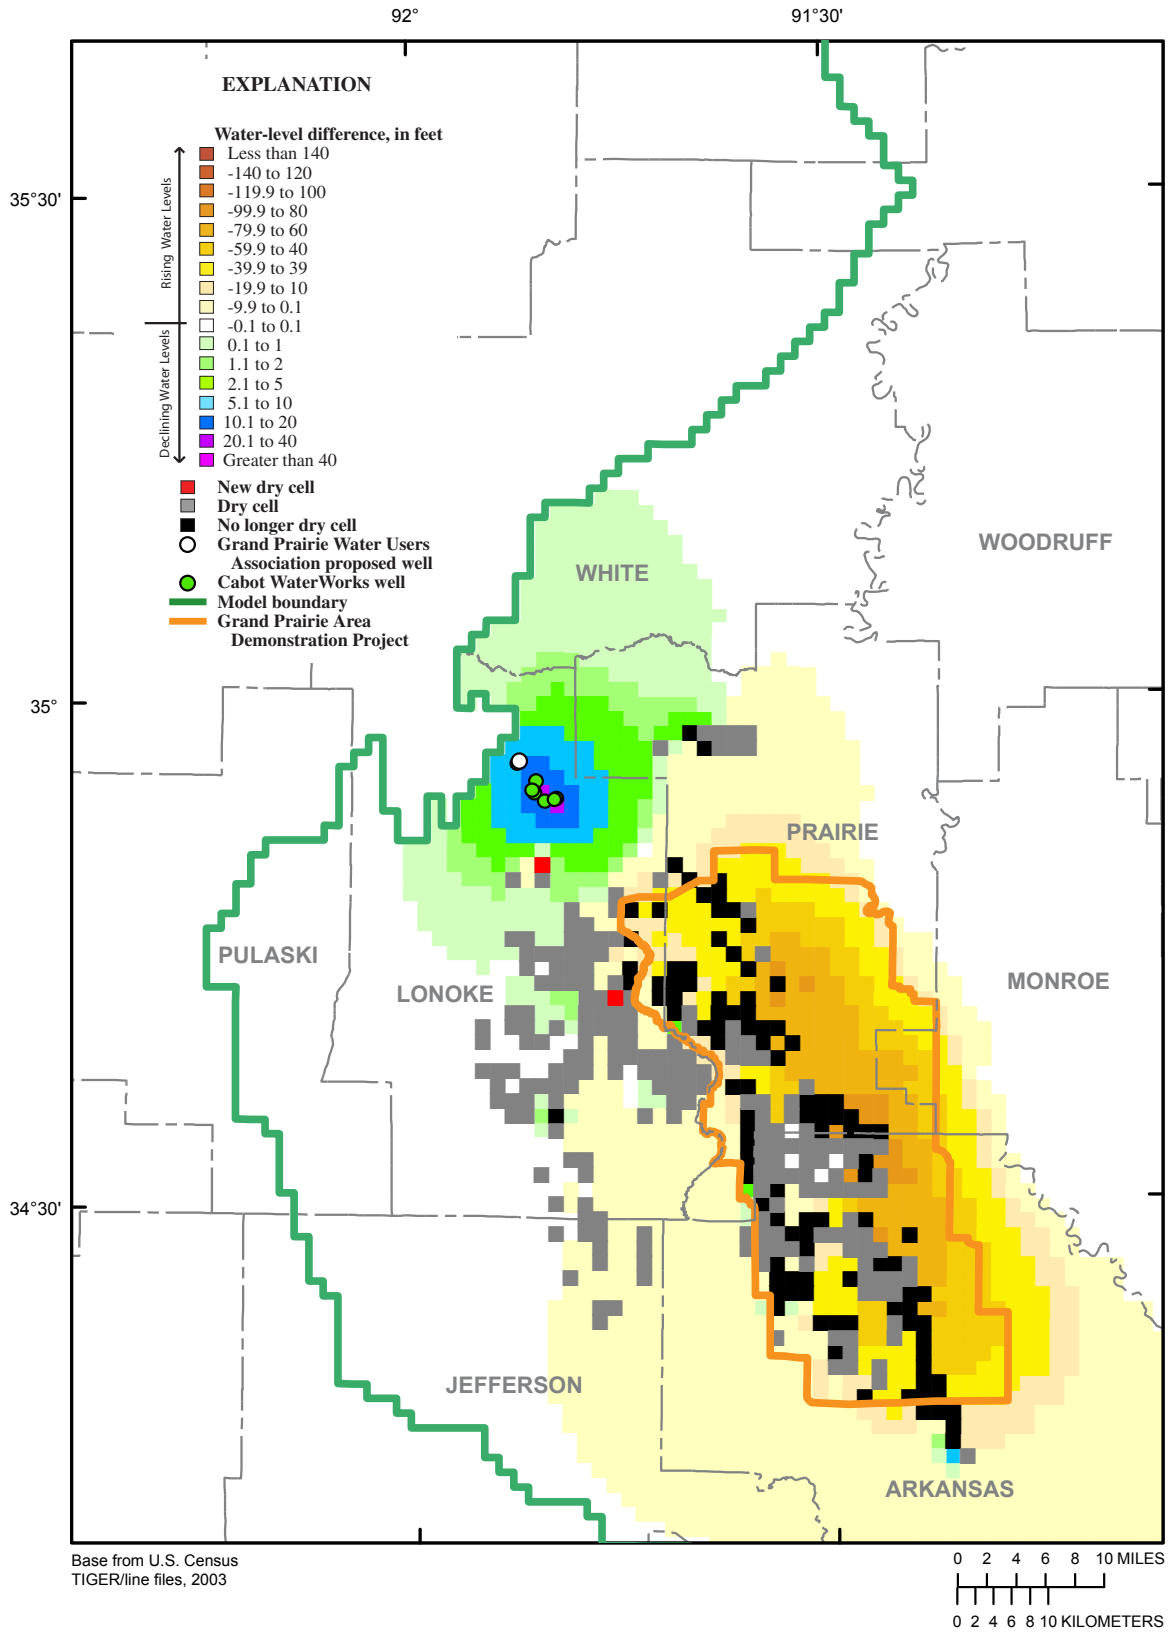 92°
91°30'
EXPLANATION
Water-level difference, in feet
Less than 140
-140 to 120
-119.9 to 100
-99.9 to 80
-79.9 to 60
-59.9 to 40
-39.9 to 39
-19.9 to 10
-9.9 to 0.1
-0.1 to 0.1
0.1 to 1
1.1 to 2
2.1 to 5
5.1 to 10
10.1 to 20
20.1 to 40
Greater than 40
Rising Water Levels
Declining Water Levels
New dry cell
Dry cell
No longer dry cell
Grand Prairie Water Users
Association proposed well
Cabot WaterWorks well
Model boundary
Grand Prairie Area
Demonstration Project
35°30'
35°
34°30'
WOODRUFF
WHITE
PRAIRIE
PULASKI
LONOKE
MONROE
JEFFERSON
ARKANSAS
Base from U.S. Census
TIGER/line files, 2003
0 2 4 6 8 10 MILES
0 2 4 6 8 10 KILOMETERS